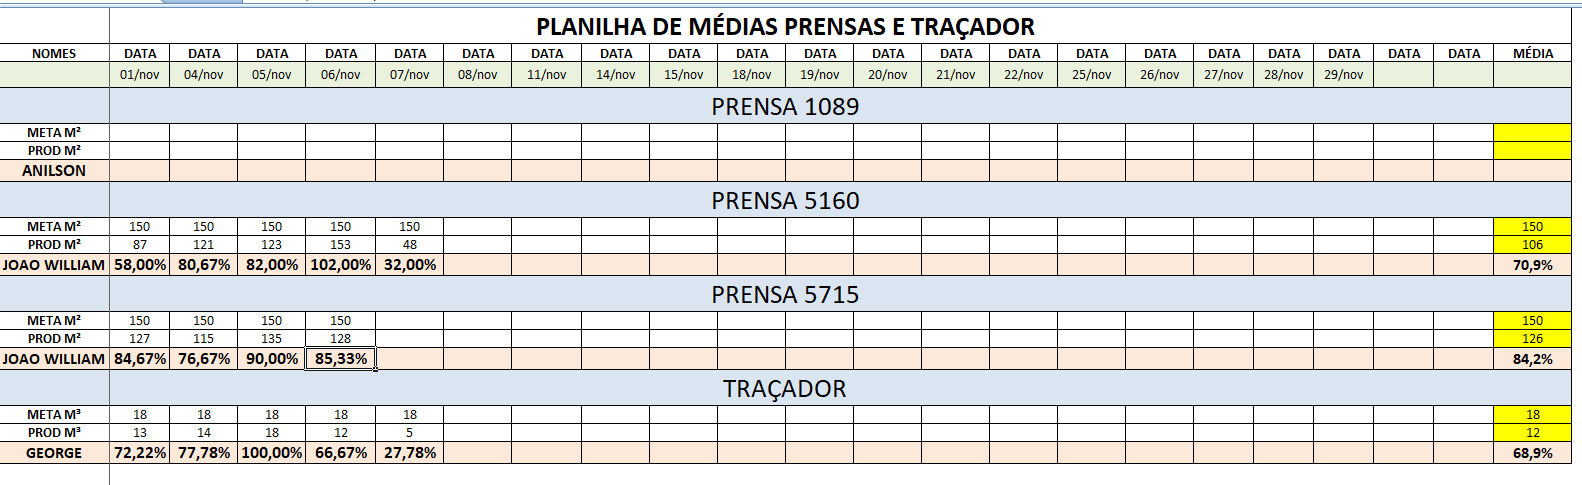 PLANILHA DE MÉDIAS PRENSAS E TRAÇADOR
NOMES DATA DATA DATA DATA DATA DATA DATA DATA DATA DATA DATA DATA DATA DATA DATA DATA DATA DATA DATA DATA DATA MÉDIA
01/nov 04/nov 05/nov 06/nov 07/nov 08/nov 11/nov 14/nov 15/nov 18/nov 19/nov 20/nov 21/nov 22/nov 25/nov 26/nov 27/nov 28/nov 29/nov
PRENSA 1089
META M²
PROD M²
ANILSON
PRENSA 5160
META M² 150 150 150 150 150 150
PROD M² 87 121 123 153 48 106
JOAO WILLIAM 58,00% 80,67% 82,00% 102,00% 32,00% 70,9%
PRENSA 5715
META M² 150 150 150 150 150
PROD M² 127 115 135 128 126
JOAO WILLIAM 84,67% 76,67% 90,00% 85,33% 84,2%
TRAÇADOR
META M³ 18 18 18 18 18 18
PROD M³ 13 14 18 12 5 12
GEORGE 72,22% 77,78% 100,00% 66,67% 27,78% 68,9%